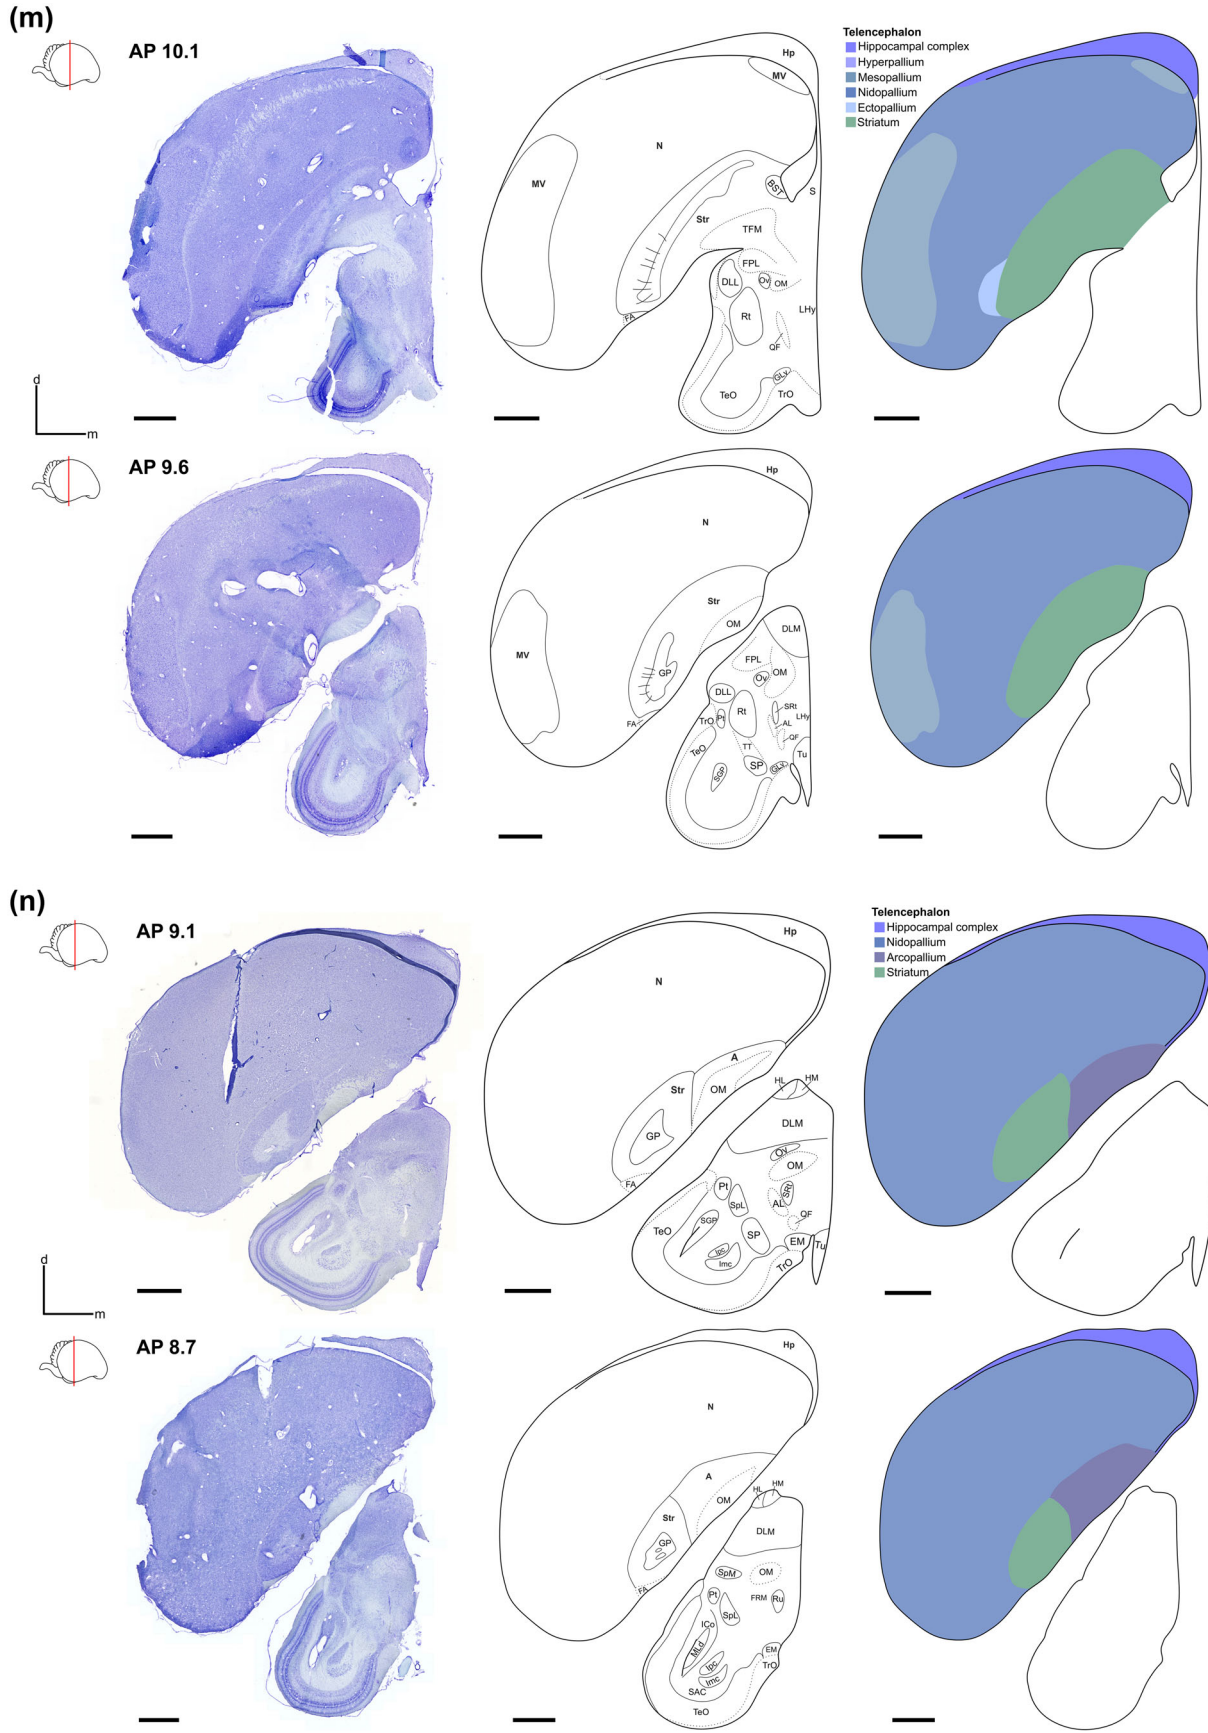 (m)
AP 10.1
Hp
MV
N
MV
BST
S
Str
TFM
FPL
DLL
Ov
OM
FA
Rt
LHy
QF
GLv
TeO
TrO
Telencephalon
Hippocampal complex
Hyperpallium
Mesopallium
Nidopallium
Ectopallium
Striatum
d
m
AP 9.6
Hp
N
Str
OM
DLM
MV
FPL
GP
Ov
OM
DLL
SRt
FA
TrO
Pt
Rt
AL
LHy
QF
TeO
TT
Tu
SP
GLv
SGP
(n)
AP 9.1
Hp
N
A
Str
OM
HL
HM
GP
DLM
Ov
OM
FA
Pt
SRt
SpL
AL
TeO
SGP
QF
SP
EM
Tu
Ipc
Imc
TrO
Telencephalon
Hippocampal complex
Nidopallium
Arcopallium
Striatum
d
m
AP 8.7
Hp
N
A
OM
HL
HM
Str
DLM
GP
SpM
OM
FA
Pt
FRM
Ru
SpL
ICo
MLd
EM
Ipc
TrO
Imc
SAC
TeO